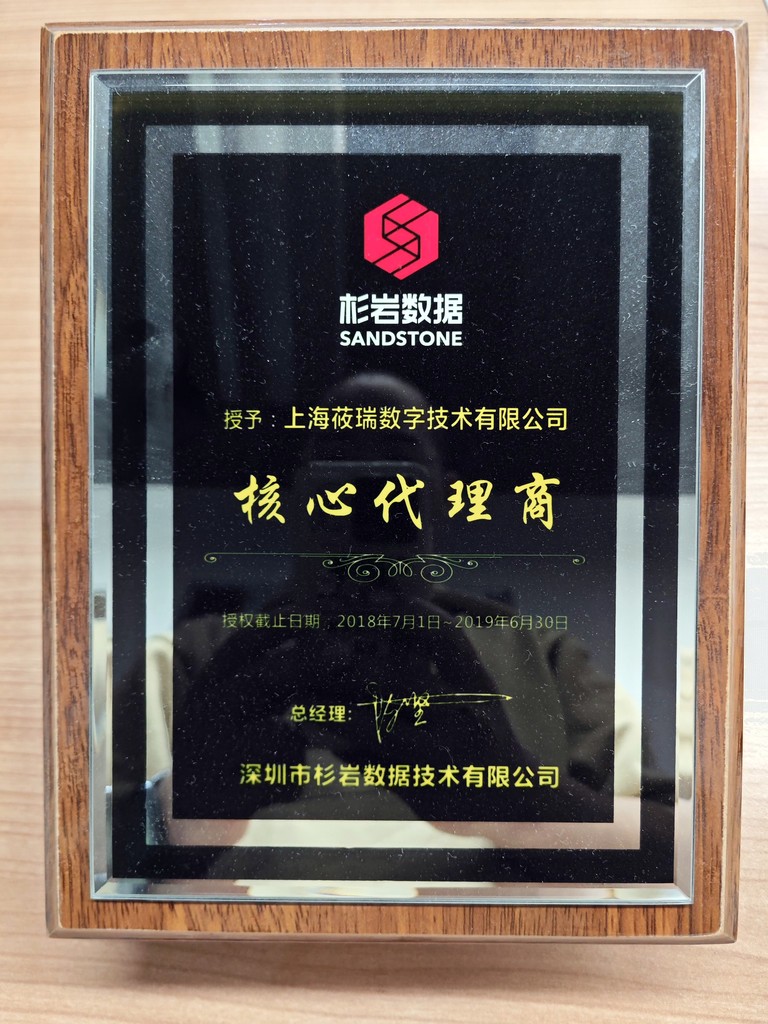 杉岩数据
SANDSTONE
授予：上海莜瑞数字技术有限公司
核心代理商
授权截止日期：2018年7月1日~2019年6月30日
总经理：
深圳市杉岩数据技术有限公司